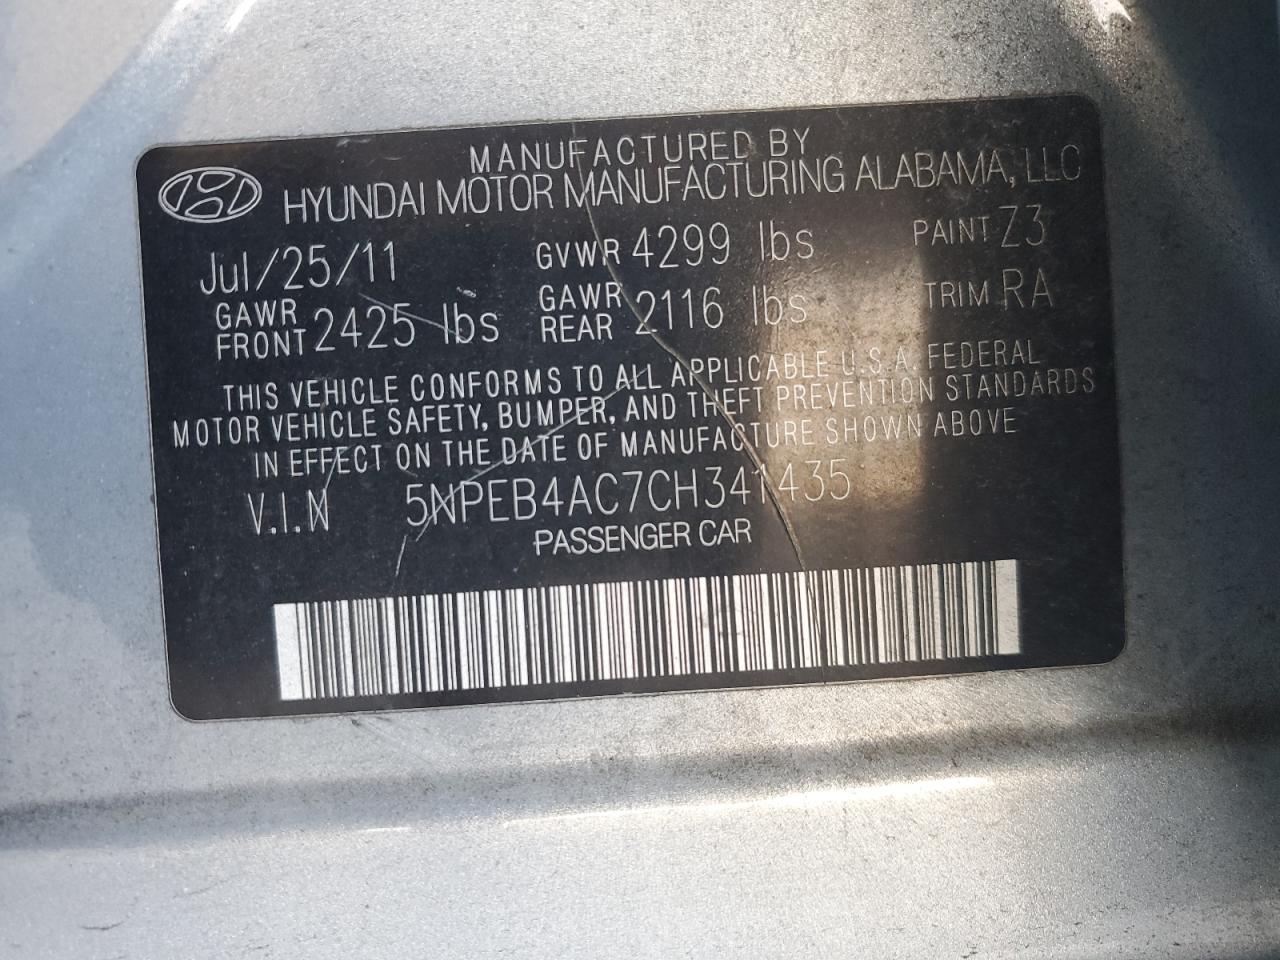 MANUFACTURED BY
HYUNDAI MOTOR MANUFACTURING ALABAMA, LLC
Jul/25/11 GVWR 4299 lbs PAINT Z3
GAWR FRONT 2425 lbs GAWR REAR 2116 lbs TRIM RA
THIS VEHICLE CONFORMS TO ALL APPLICABLE U.S.A. FEDERAL
MOTOR VEHICLE SAFETY, BUMPER, AND THEFT PREVENTION STANDARDS
IN EFFECT ON THE DATE OF MANUFACTURE SHOWN ABOVE
V.I.N 5NPEB4AC7CH341435
PASSENGER CAR